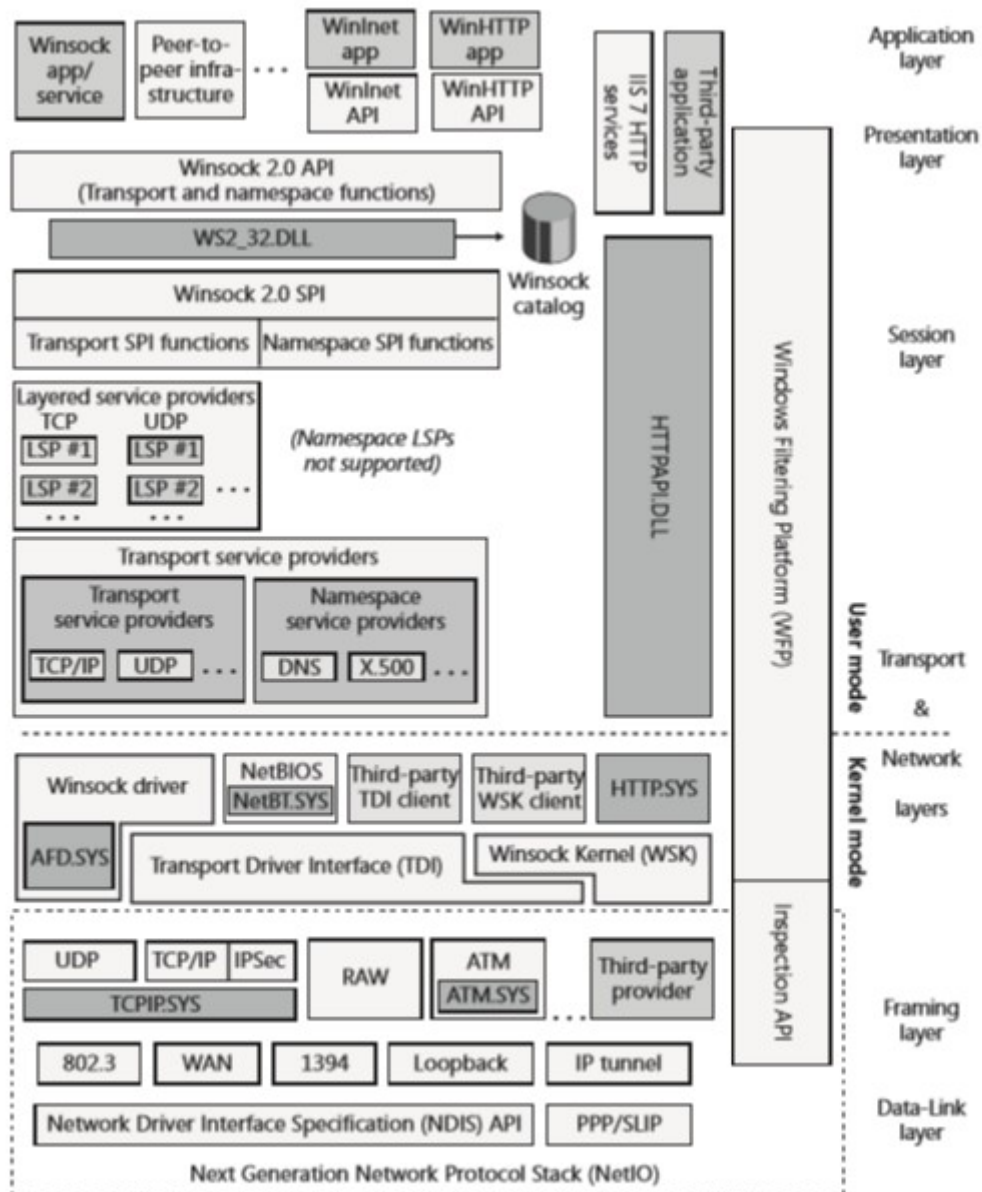 Winsock
app/
service
Peer-to-
peer infra-
structure
...
WinInet
app
WinInet
API
WinHTTP
app
WinHTTP
API
IIS 7 HTTP
services
Third-party
application
Application
layer
Presentation
layer
Winsock 2.0 API
(Transport and namespace functions)
WS2_32.DLL
Winsock
catalog
Winsock 2.0 SPI
Transport SPI functions
Namespace SPI functions
Session
layer
Layered service providers
TCP
UDP
LSP #1
LSP #1
LSP #2
LSP #2
...
...
...
(Namespace LSPs
not supported)
HTTPAPI.DLL
Windows Filtering Platform (WFP)
Transport service providers
Transport
service providers
TCP/IP
UDP
...
Namespace
service providers
DNS
X.500
...
User mode
Kernel mode
Transport
&
Network
layers
Winsock driver
AFD.SYS
NetBIOS
NetBT.SYS
Third-party
TDI client
Third-party
WSK client
HTTP.SYS
Transport Driver Interface (TDI)
Winsock Kernel (WSK)
Inspection API
UDP
TCP/IP
IPSec
TCPIP.SYS
RAW
ATM
ATM.SYS
...
Third-party
provider
Framing
layer
802.3
WAN
1394
Loopback
IP tunnel
Network Driver Interface Specification (NDIS) API
PPP/SLIP
Data-Link
layer
Next Generation Network Protocol Stack (NetIO)